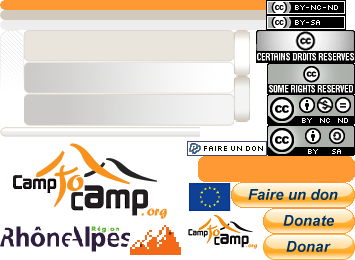 BY-NC-ND
BY-SA
CERTAINS DROITS RESERVES
SOME RIGHTS RESERVED
BY NC ND
BY SA
FAIRE UN DON
Camp to camp.org
Faire un don
Camp to camp.org
Donate
Région
RhôneAlpes
Donar